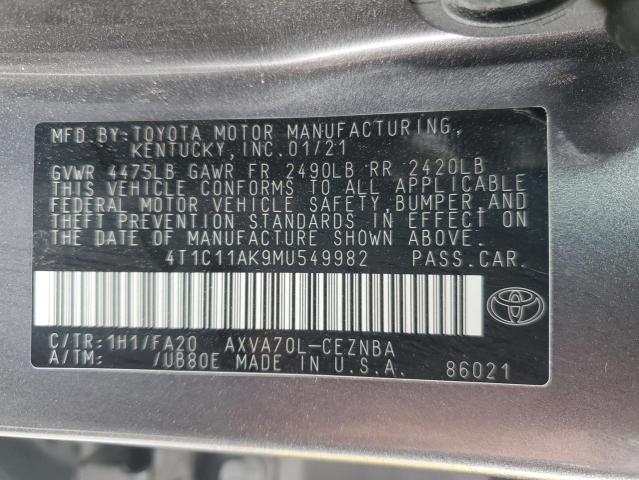 MFD. BY: TOYOTA MOTOR MANUFACTURING,
KENTUCKY, INC. 01/21
GVWR 4475LB GAWR FR 2490LB RR 2420LB
THIS VEHICLE CONFORMS TO ALL APPLICABLE
FEDERAL MOTOR VEHICLE SAFETY, BUMPER, AND
THEFT PREVENTION STANDARDS IN EFFECT ON
THE DATE OF MANUFACTURE SHOWN ABOVE.
4T1C11AK9MU549982 PASS. CAR
C/TR: 1H1/FA20 AXVA70L-CEZNBA
A/TM: /UB80E MADE IN U.S.A. 86021